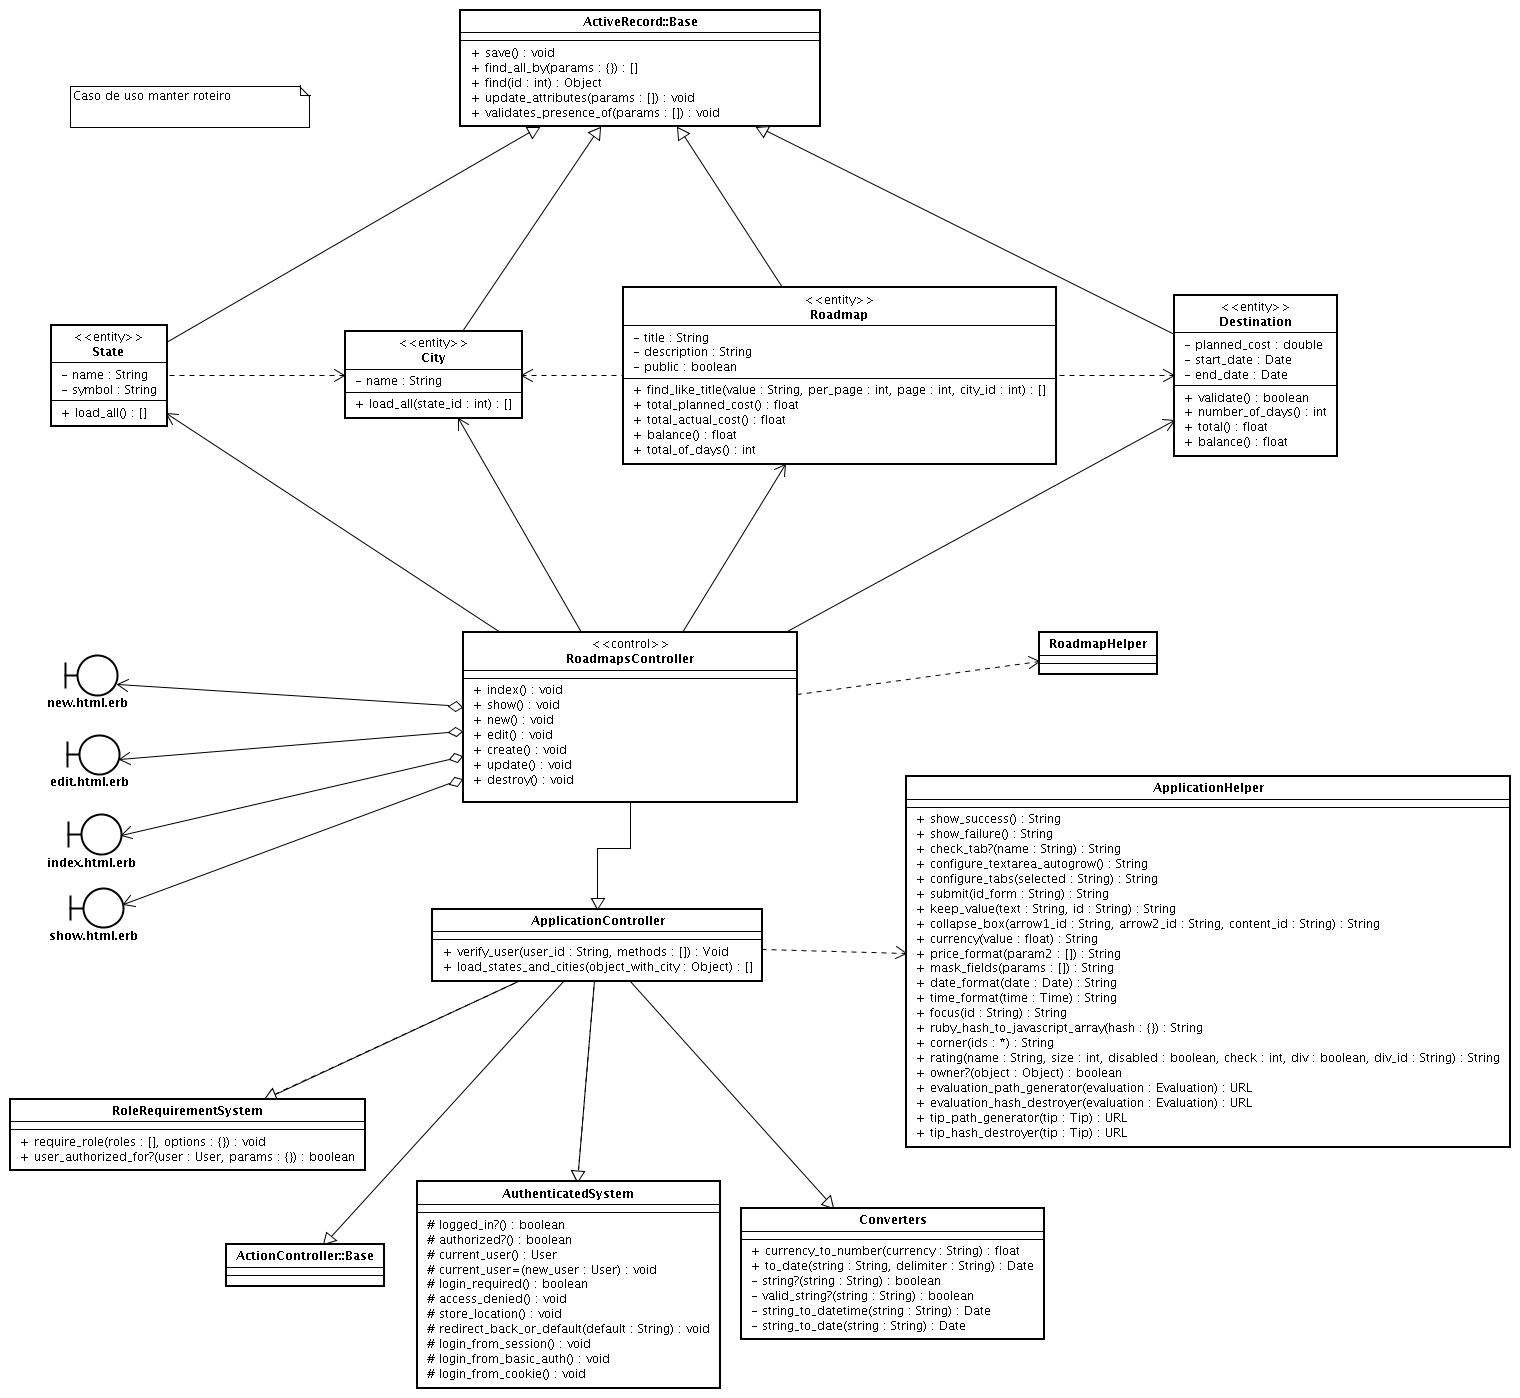 ActiveRecord::Base
+ save() : void
+ find_all_by(params : {}) : []
+ find(id : int) : Object
+ update_attributes(params : []) : void
+ validates_presence_of(params : []) : void
Caso de uso manter roteiro
<<entity>>
State
− name : String
− symbol : String
+ load_all() : []
<<entity>>
City
− name : String
+ load_all(state_id : int) : []
<<entity>>
Roadmap
− title : String
− description : String
− public : boolean
+ find_like_title(value : String, per_page : int, page : int, city_id : int) : []
+ total_planned_cost() : float
+ total_actual_cost() : float
+ balance() : float
+ total_of_days() : int
<<entity>>
Destination
− planned_cost : double
− start_date : Date
− end_date : Date
+ validate() : boolean
+ number_of_days() : int
+ total() : float
+ balance() : float
<<control>>
RoadmapsController
+ index() : void
+ show() : void
+ new() : void
+ edit() : void
+ create() : void
+ update() : void
+ destroy() : void
RoadmapHelper
new.html.erb
edit.html.erb
index.html.erb
show.html.erb
ApplicationHelper
+ show_success() : String
+ show_failure() : String
+ check_tab?(name : String) : String
+ configure_textarea_autogrow() : String
+ configure_tabs(selected : String) : String
+ submit(id_form : String) : String
+ keep_value(text : String, id : String) : String
+ collapse_box(arrow1_id : String, arrow2_id : String, content_id : String) : String
+ currency(value : float) : String
+ price_format(param2 : []) : String
+ mask_fields(params : []) : String
+ date_format(date : Date) : String
+ time_format(time : Time) : String
+ focus(id : String) : String
+ ruby_hash_to_javascript_array(hash : {}) : String
+ corner(ids : *) : String
+ rating(name : String, size : int, disabled : boolean, check : int, div : boolean, div_id : String) : String
+ owner?(object : Object) : boolean
+ evaluation_path_generator(evaluation : Evaluation) : URL
+ evaluation_hash_destroyer(evaluation : Evaluation) : URL
+ tip_path_generator(tip : Tip) : URL
+ tip_hash_destroyer(tip : Tip) : URL
ApplicationController
+ verify_user(user_id : String, methods : []) : Void
+ load_states_and_cities(object_with_city : Object) : []
RoleRequirementSystem
+ require_role(roles : [], options : {}) : void
+ user_authorized_for?(user : User, params : {}) : boolean
ActionController::Base
AuthenticatedSystem
# logged_in?() : boolean
# authorized?() : boolean
# current_user() : User
# current_user=(new_user : User) : void
# login_required() : boolean
# access_denied() : void
# store_location() : void
# redirect_back_or_default(default : String) : void
# login_from_session() : void
# login_from_basic_auth() : void
# login_from_cookie() : void
Converters
+ currency_to_number(currency : String) : float
+ to_date(string : String, delimiter : String) : Date
− string?(string : String) : boolean
− valid_string?(string : String) : boolean
− string_to_datetime(string : String) : Date
− string_to_date(string : String) : Date